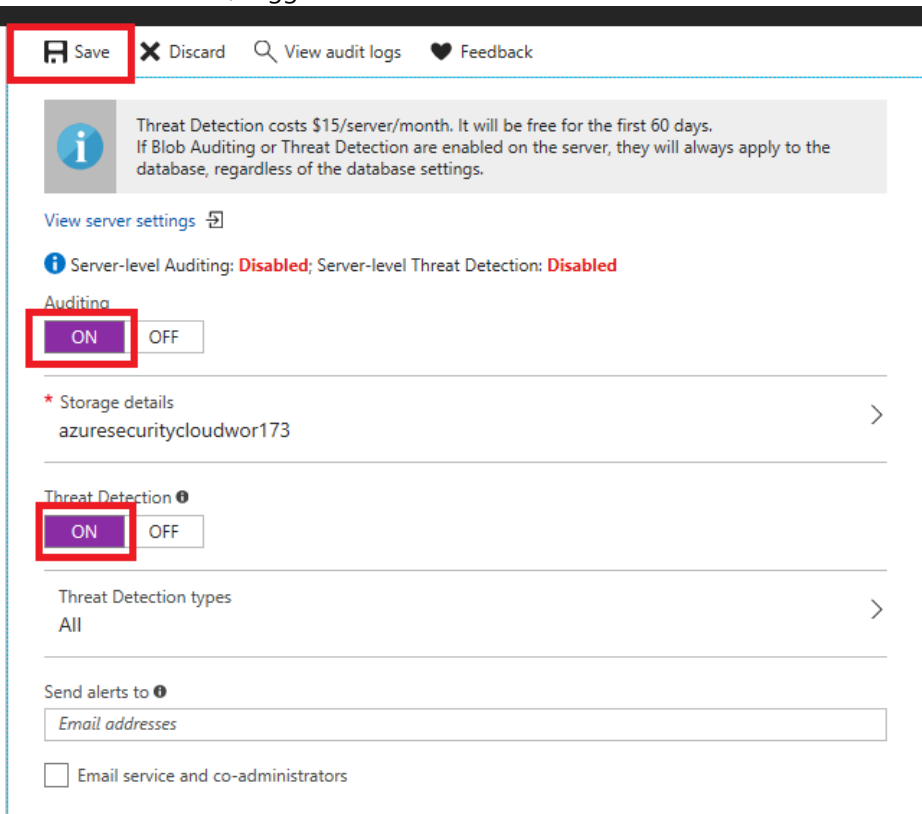 Save Discard View audit logs Feedback
Threat Detection costs $15/server/month. It will be free for the first 60 days.
If Blob Auditing or Threat Detection are enabled on the server, they will always apply to the
database, regardless of the database settings.
View server settings
Server-level Auditing: Disabled; Server-level Threat Detection: Disabled
Auditing
ON OFF
* Storage details
azuresecuritycloudwor173
Threat Detection
ON OFF
Threat Detection types
All
Send alerts to
Email addresses
Email service and co-administrators